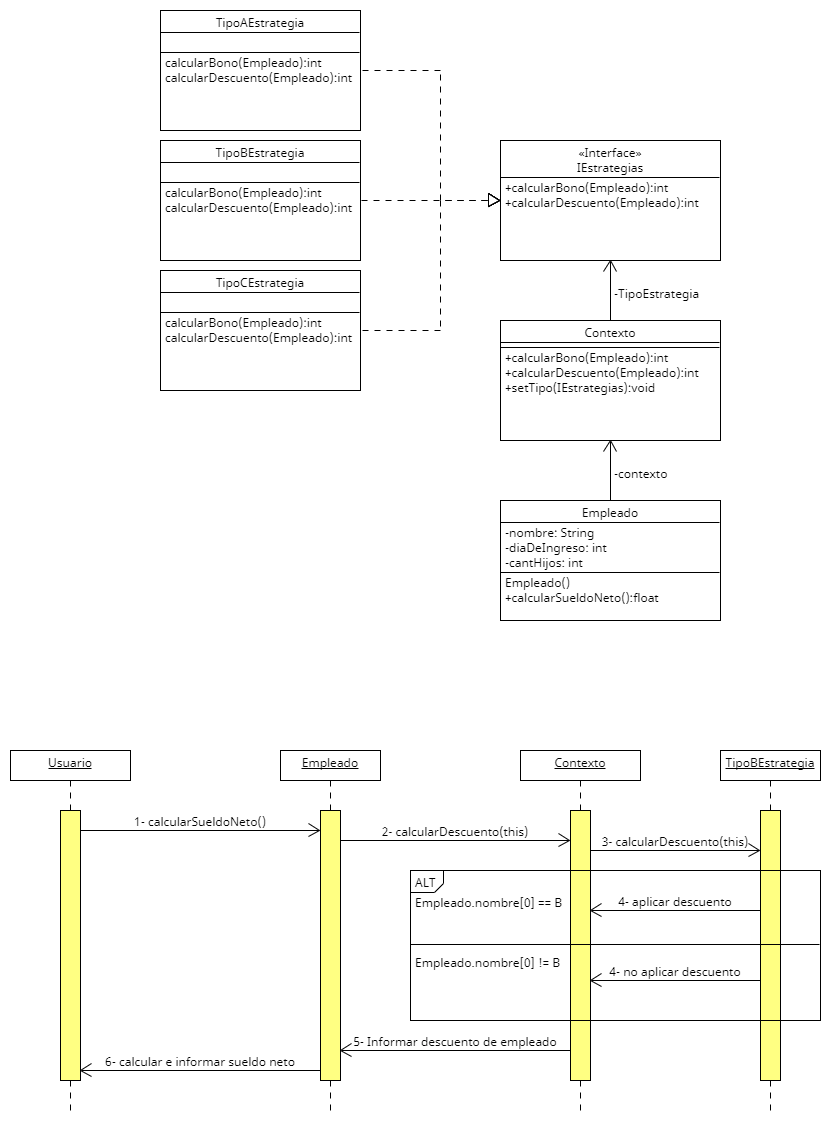 TipoAEstrategia
calcularBono(Empleado):int
calcularDescuento(Empleado):int
TipoBEstrategia
calcularBono(Empleado):int
calcularDescuento(Empleado):int
TipoCEstrategia
calcularBono(Empleado):int
calcularDescuento(Empleado):int
«Interface»
IEstrategias
+calcularBono(Empleado):int
+calcularDescuento(Empleado):int
-TipoEstrategia
Contexto
+calcularBono(Empleado):int
+calcularDescuento(Empleado):int
+setTipo(IEstrategias):void
-contexto
Empleado
-nombre: String
-diaDeIngreso: int
-cantHijos: int
Empleado()
+calcularSueldoNeto():float
Usuario
Empleado
Contexto
TipoBEstrategia
1- calcularSueldoNeto()
2- calcularDescuento(this)
3- calcularDescuento(this)
ALT
Empleado.nombre[0] == B
4- aplicar descuento
Empleado.nombre[0] != B
4- no aplicar descuento
5- Informar descuento de empleado
6- calcular e informar sueldo neto